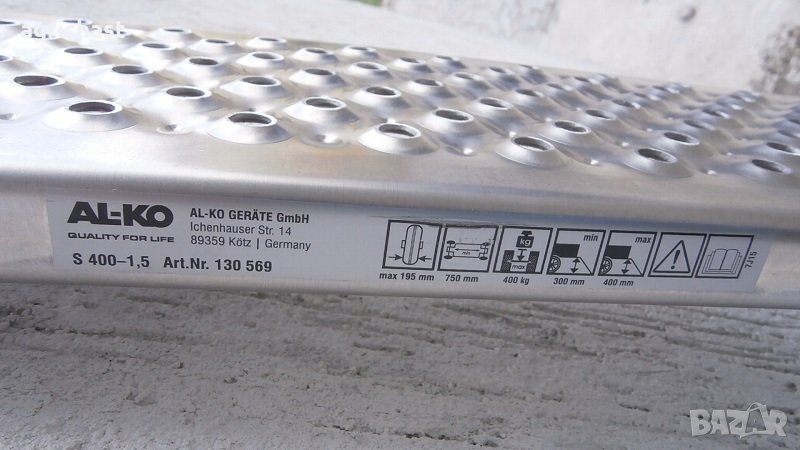 AL-KO
QUALITY FOR LIFE
AL-KO GERÄTE GmbH
Ichenhauser Str. 14
89359 Kötz | Germany
S 400–1,5 Art.Nr. 130 569
max 195 mm
min
750 mm
kg
max
400 kg
min
300 mm
max
400 mm
7J15
BAZAR